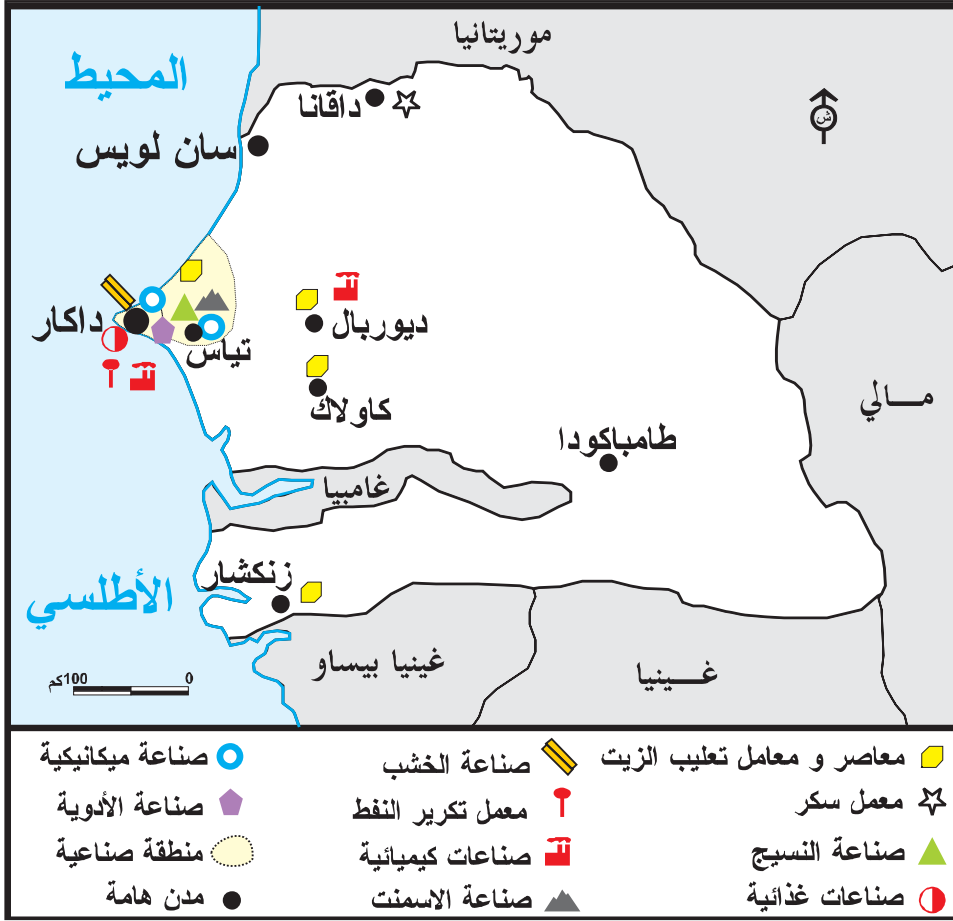 موريتانيا
المحيط
داقانا
ش
سان لويس
داكار
تياس
ديوربال
كاولاك
مـــالي
طامباكودا
غامبيا
زنكشار
الأطلسي
غينيا بيساو
غـــينيا
100كم
0
معاصر و معامل تعليب الزيت
معمل سكر
صناعة النسيج
صناعات غذائية
صناعة الخشب
معمل تكرير النفط
صناعات كيميائية
صناعة الاسمنت
صناعة ميكانيكية
صناعة الأدوية
منطقة صناعية
مدن هامة